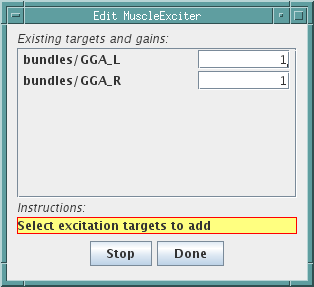 Edit MuscleExciter
Existing targets and gains:
bundles/GGA_L 1
bundles/GGA_R 1
Instructions:
Select excitation targets to add
Stop Done